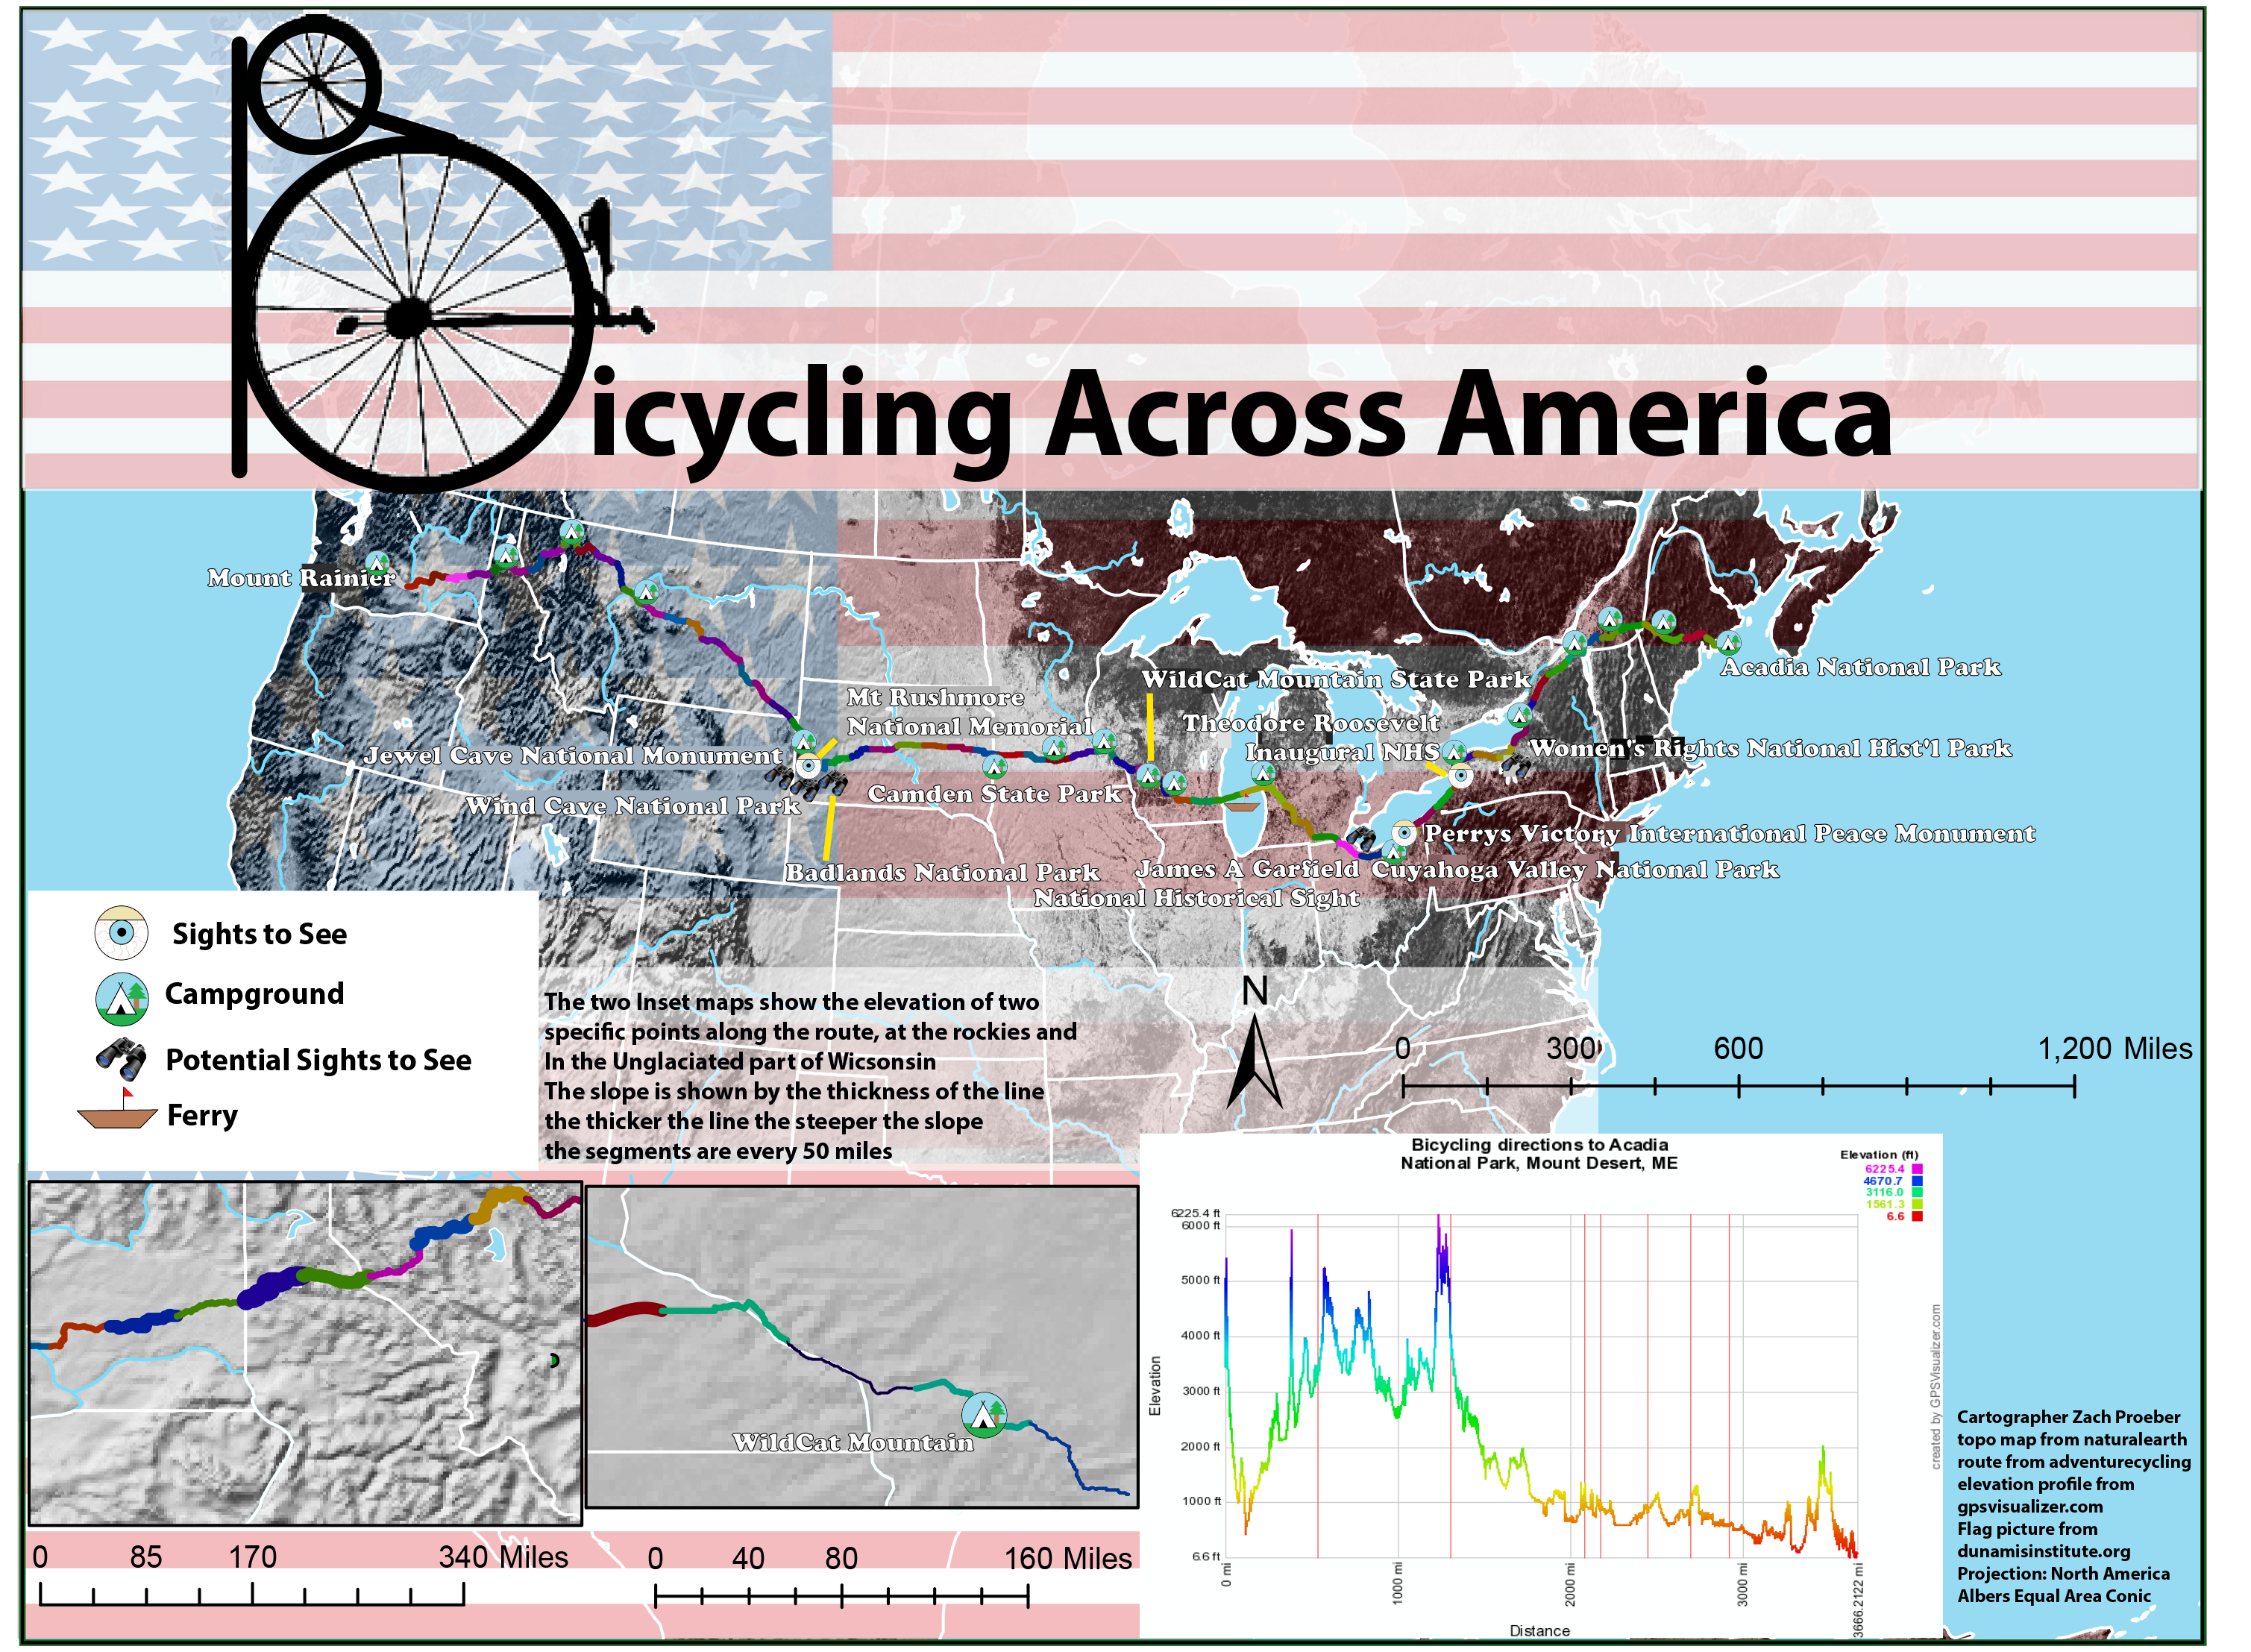 Bicycling Across America
Mount Rainier
Acadia National Park
WildCat Mountain State Park
Mt Rushmore
National Memorial
Theodore Roosevelt
Inaugural NHS
Jewel Cave National Monument
Women's Rights National Hist'l Park
Wind Cave National Park
Camden State Park
Perrys Victory International Peace Monument
Badlands National Park
James A Garfield
National Historical Sight
Cuyahoga Valley National Park
Sights to See
Campground
Potential Sights to See
Ferry
The two Inset maps show the elevation of two
specific points along the route, at the rockies and
In the Unglaciated part of Wicsonsin
The slope is shown by the thickness of the line
the thicker the line the steeper the slope
the segments are every 50 miles
N
0 300 600 1,200 Miles
WildCat Mountain
0 85 170 340 Miles
0 40 80 160 Miles
Bicycling directions to Acadia
National Park, Mount Desert, ME
Elevation (ft)
6225.4
4670.7
3116.0
1561.3
6.6
6225.4 ft
6000 ft
5000 ft
4000 ft
3000 ft
2000 ft
1000 ft
6.6 ft
Elevation
0 mi
1000 mi
2000 mi
3000 mi
3666.2122 mi
Distance
created by GPSVisualizer.com
Cartographer Zach Proeber
topo map from naturalearth
route from adventurecycling
elevation profile from
gpsvisualizer.com
Flag picture from
dunamisinstitute.org
Projection: North America
Albers Equal Area Conic